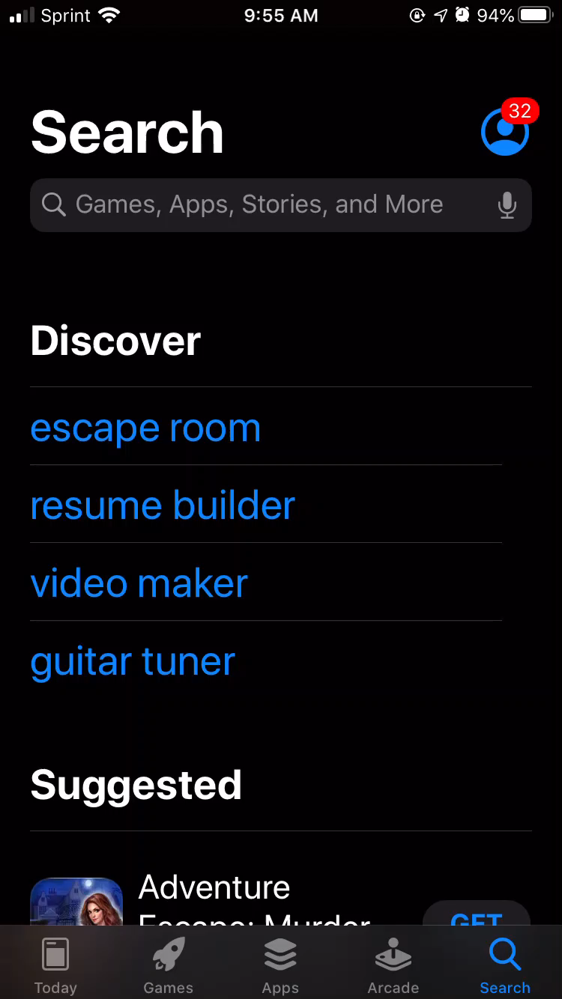 Sprint 9:55 AM 94%
32
Search
Games, Apps, Stories, and More
Discover
escape room
resume builder
video maker
guitar tuner
Suggested
Adventure
Escape: Murder
GET
Today Games Apps Arcade Search